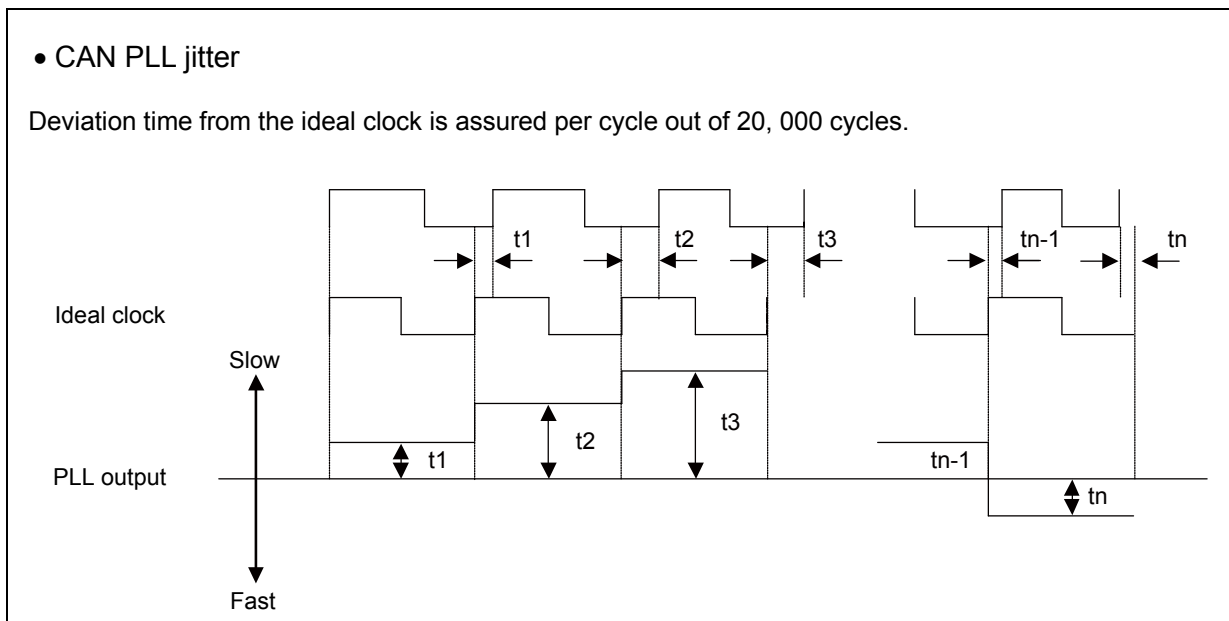 • CAN PLL jitter
Deviation time from the ideal clock is assured per cycle out of 20, 000 cycles.
t1
t2
t3
tn-1
tn
Ideal clock
Slow
t1
t2
t3
tn-1
tn
PLL output
Fast